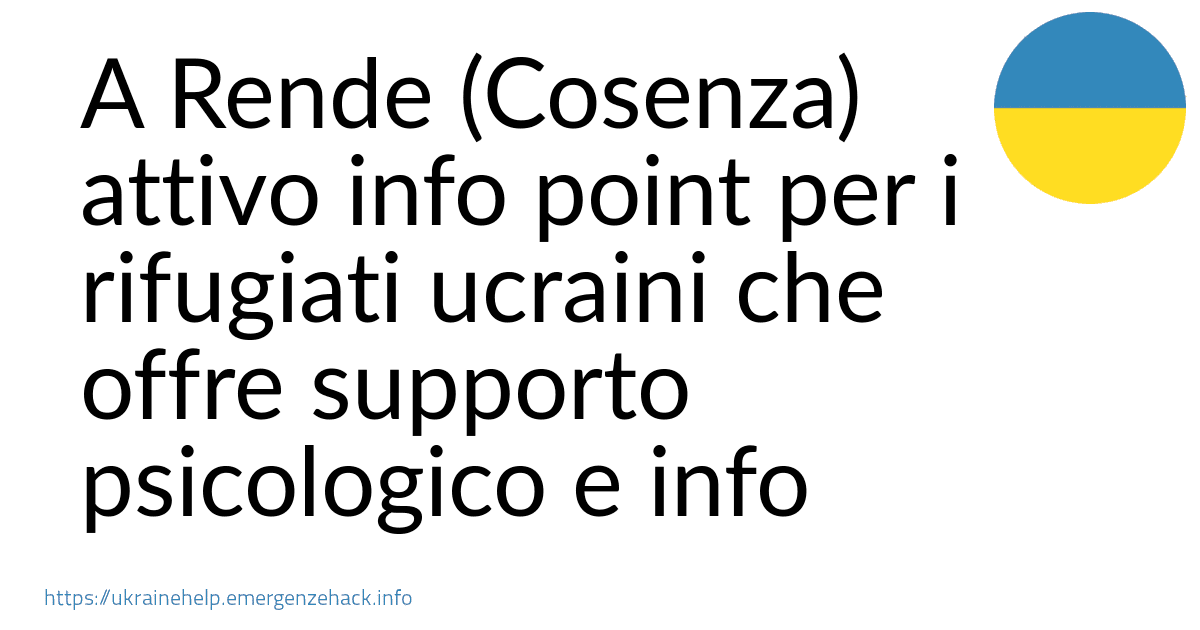 A Rende (Cosenza)
attivo info point per i
rifugiati ucraini che
offre supporto
psicologico e info
https://ukrainehelp.emergenzehack.info